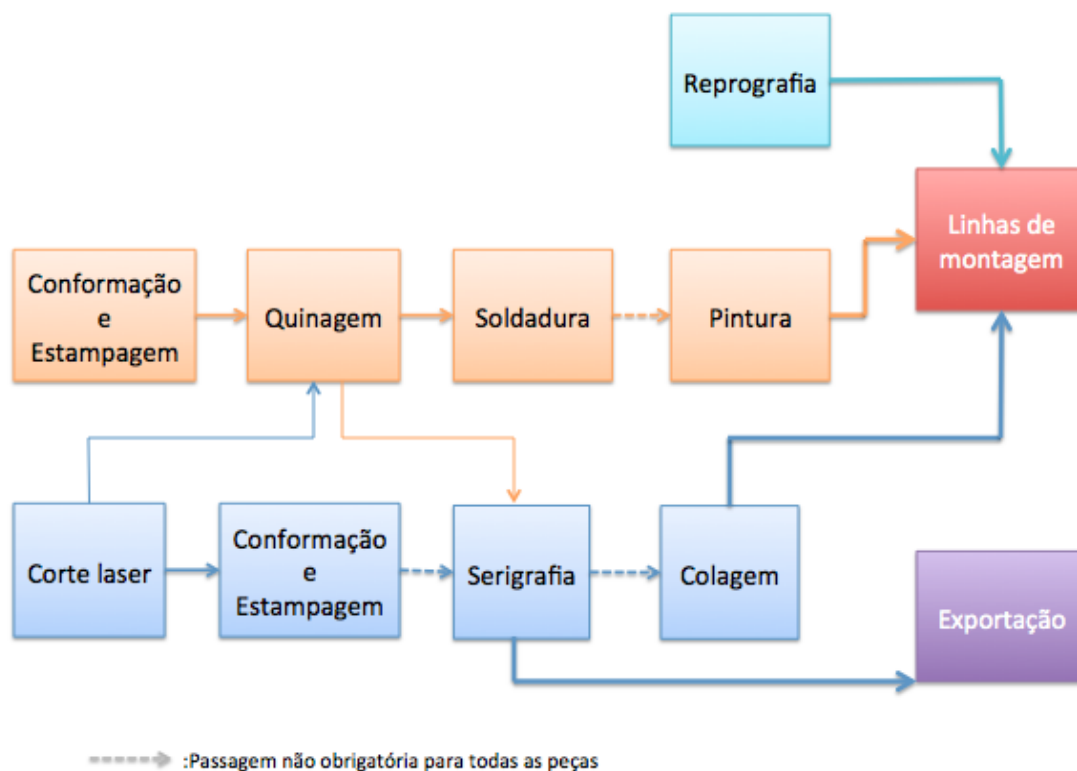 Reprografia
Linhas de
montagem
Conformação
e
Estampagem
Quinagem
Soldadura
Pintura
Corte laser
Conformação
e
Estampagem
Serigrafia
Colagem
Exportação
:Passagem não obrigatória para todas as peças